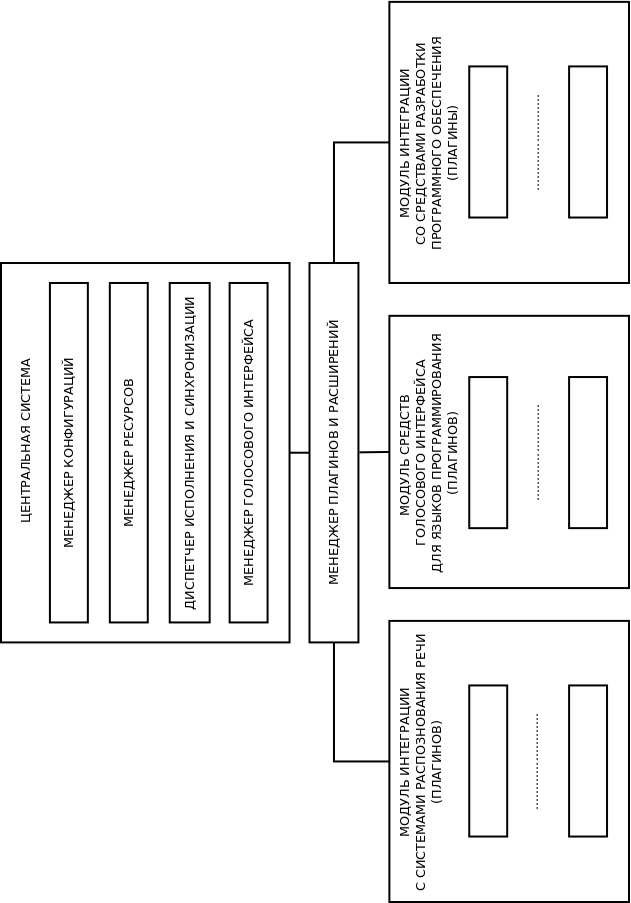 ЦЕНТРАЛЬНАЯ СИСТЕМА
МЕНЕДЖЕР КОНФИГУРАЦИЙ
МЕНЕДЖЕР РЕСУРСОВ
ДИСПЕТЧЕР ИСПОЛНЕНИЯ И СИНХРОНИЗАЦИИ
МЕНЕДЖЕР ГОЛОСОВОГО ИНТЕРФЕЙСА
МЕНЕДЖЕР ПЛАГИНОВ И РАСШИРЕНИЙ
МОДУЛЬ ИНТЕГРАЦИИ
С СИСТЕМАМИ РАСПОЗНОВАНИЯ РЕЧИ
(ПЛАГИНОВ)
МОДУЛЬ СРЕДСТВ
ГОЛОСОВОГО ИНТЕРФЕЙСА
ДЛЯ ЯЗЫКОВ ПРОГРАММИРОВАНИЯ
(ПЛАГИНОВ)
МОДУЛЬ ИНТЕГРАЦИИ
СО СРЕДСТВАМИ РАЗРАБОТКИ
ПРОГРАММНОГО ОБЕСПЕЧЕНИЯ
(ПЛАГИНЫ)